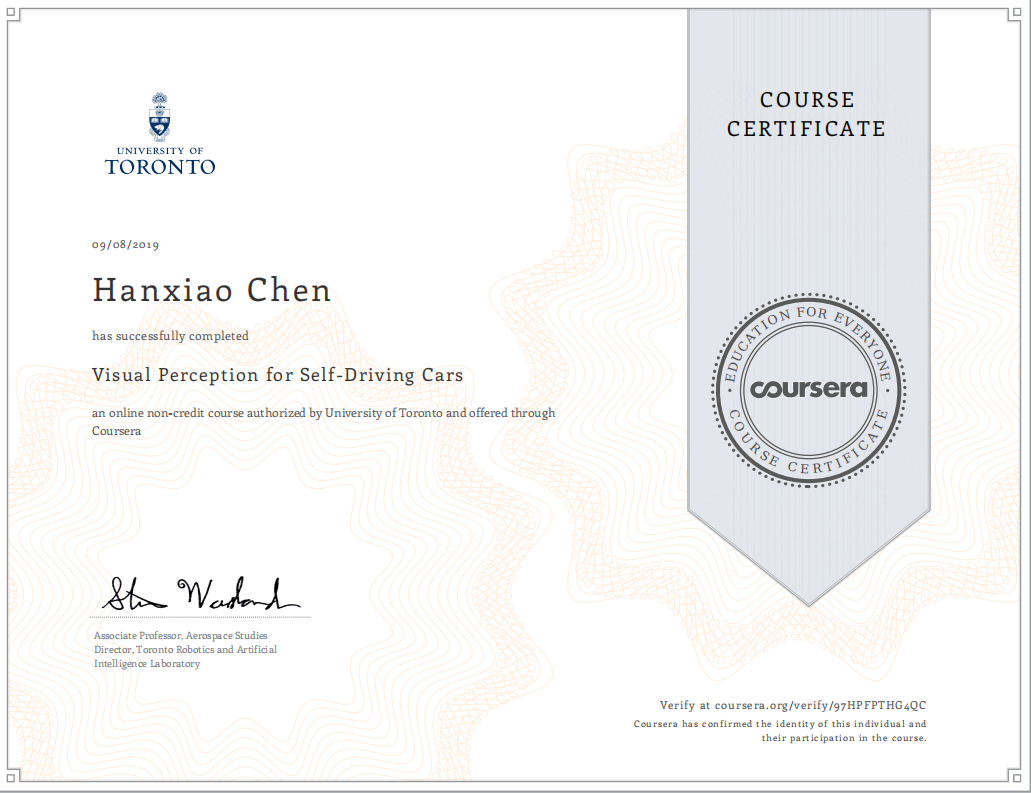 UNIVERSITY OF
TORONTO
COURSE
CERTIFICATE
09/08/2019
Hanxiao Chen
has successfully completed
Visual Perception for Self-Driving Cars
an online non-credit course authorized by University of Toronto and offered through
Coursera
EDUCATION FOR EVERYONE
coursera
COURSE CERTIFICATE
Associate Professor, Aerospace Studies
Director, Toronto Robotics and Artificial
Intelligence Laboratory
Verify at coursera.org/verify/97HPFPTHG4QC
Coursera has confirmed the identity of this individual and
their participation in the course.